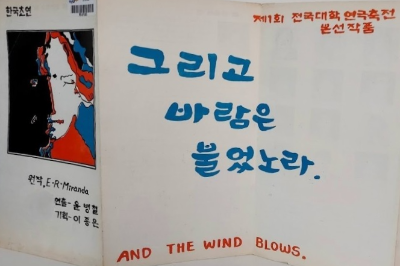 한국초연
원작, E·R·Miranda
연출- 윤병철
기획- 이종은
제1회 전국대학연극축전
본선작품
그리고
바람은
불었노라.
AND THE WIND BLOWS.